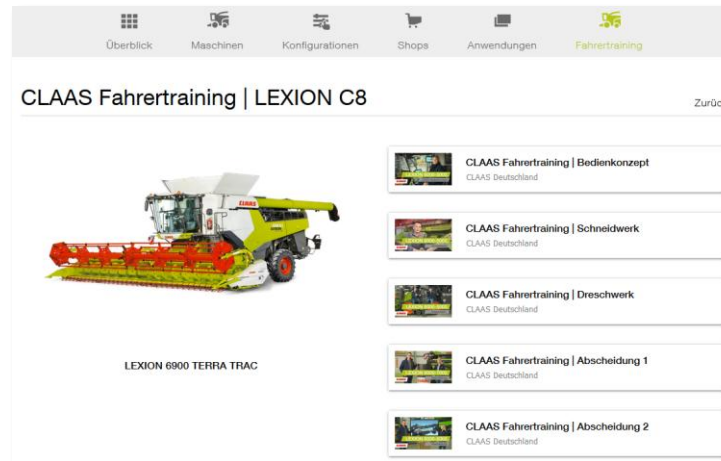 Überblick
Maschinen
Konfigurationen
Shops
Anwendungen
Fahrertraining
CLAAS Fahrertraining | LEXION C8
Zurüc
CLAAS
LEXION 6900 TERRA TRAC
CLAAS Fahrertraining | Bedienkonzept
CLAAS Deutschland
CLAAS Fahrertraining | Schneidwerk
CLAAS Deutschland
CLAAS Fahrertraining | Dreschwerk
CLAAS Deutschland
CLAAS Fahrertraining | Abscheidung 1
CLAAS Deutschland
CLAAS Fahrertraining | Abscheidung 2
CLAAS Deutschland